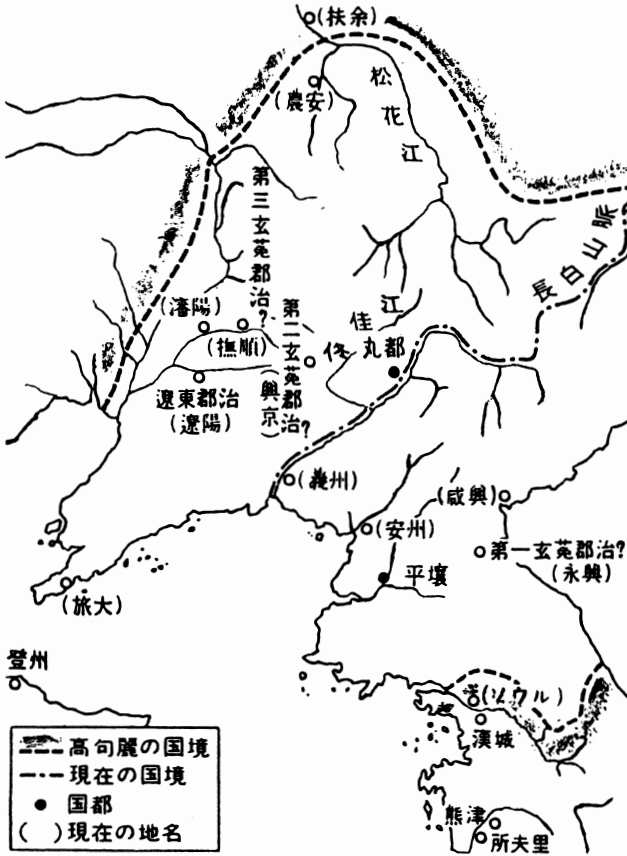 (扶余)
(農安)
松花江
長白山脈
第三玄菟郡治?
(瀋陽)
(撫順)
第二玄菟郡治?
(興京)
佟佳江
丸都
遼東郡治
(遼陽)
(義州)
(咸興)
(安州)
第一玄菟郡治?
(永興)
平壌
(旅大)
登州
(ソウル)
漢城
熊津
所夫里
高句麗の国境
現在の国境
国都
( )現在の地名